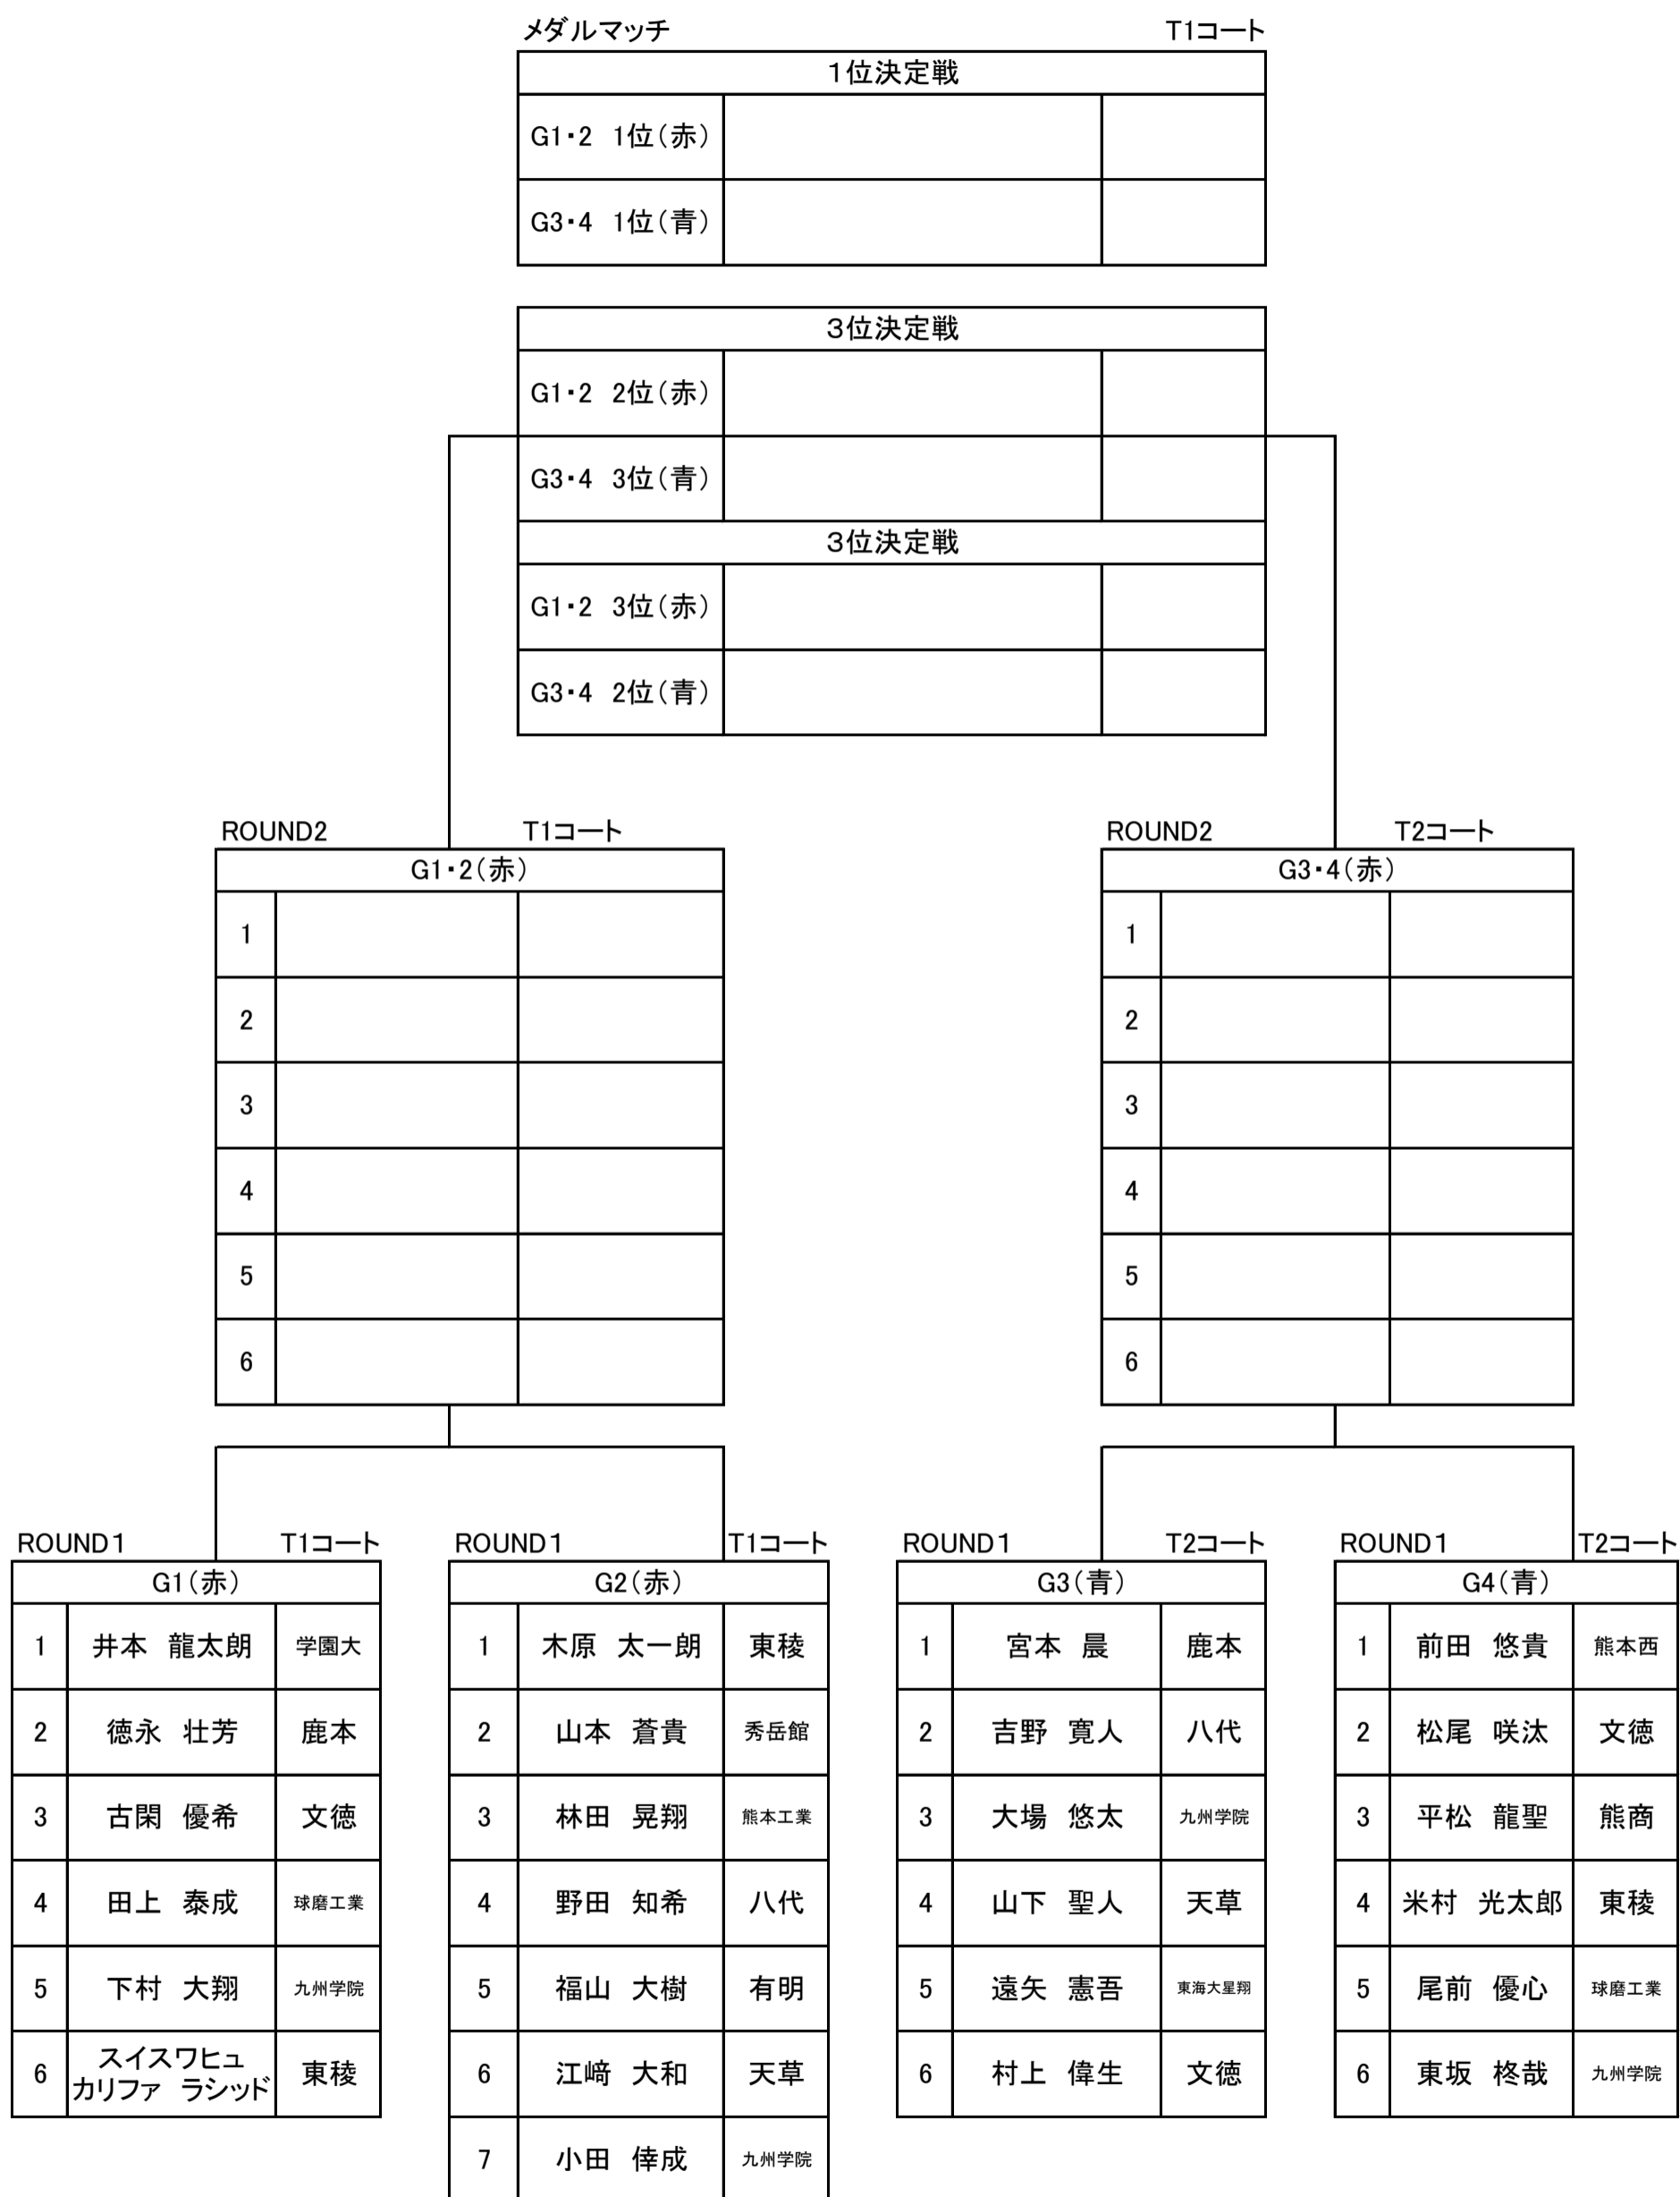 メダルマッチ T1コート
1位決定戦
G1・2 1位（赤）
G3・4 1位（青）
3位決定戦
G1・2 2位（赤）
G3・4 3位（青）
3位決定戦
G1・2 3位（赤）
G3・4 2位（青）
ROUND2 T1コート ROUND2 T2コート
G1・2（赤） G3・4（赤）
1 1
2 2
3 3
4 4
5 5
6 6
ROUND1 T1コート ROUND1 T1コート ROUND1 T2コート ROUND1 T2コート
G1（赤） G2（赤） G3（青） G4（青）
1 井本 龍太朗 学園大 1 木原 太一朗 東稜 1 宮本 晨 鹿本 1 前田 悠貴 熊本西
2 徳永 壮芳 鹿本 2 山本 蒼貴 秀岳館 2 吉野 寛人 八代 2 松尾 咲汰 文徳
3 古閑 優希 文徳 3 林田 晃翔 熊本工業 3 大場 悠太 九州学院 3 平松 龍聖 熊商
4 田上 泰成 球磨工業 4 野田 知希 八代 4 山下 聖人 天草 4 米村 光太郎 東稜
5 下村 大翔 九州学院 5 福山 大樹 有明 5 遠矢 憲吾 東海大星翔 5 尾前 優心 球磨工業
6 スイスワヒュ カリファ ラシッド 東稜 6 江﨑 大和 天草 6 村上 偉生 文徳 6 東坂 柊哉 九州学院
7 小田 倖成 九州学院